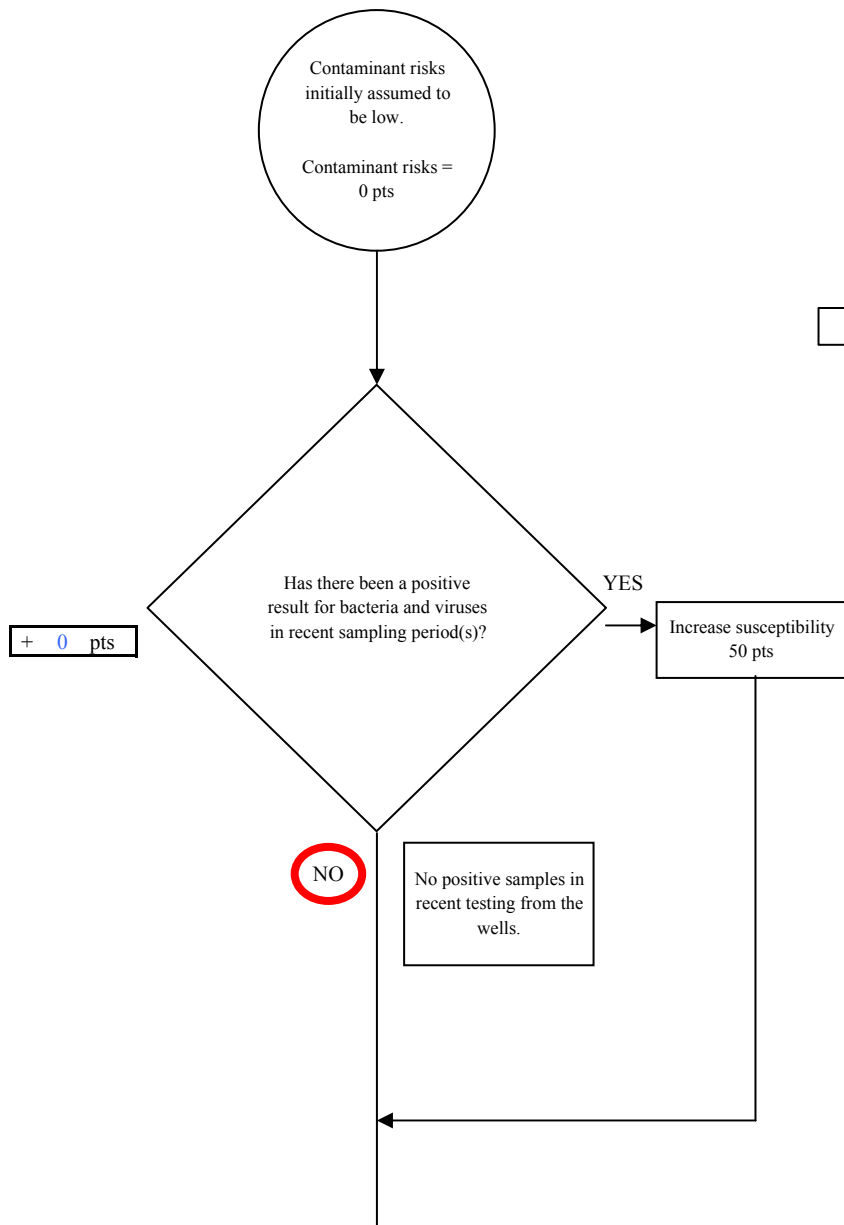 Contaminant risks
initially assumed to
be low.
Contaminant risks =
0 pts
Has there been a positive
result for bacteria and viruses
in recent sampling period(s)?
YES
+ 0 pts
Increase susceptibility
50 pts
NO
No positive samples in
recent testing from the
wells.